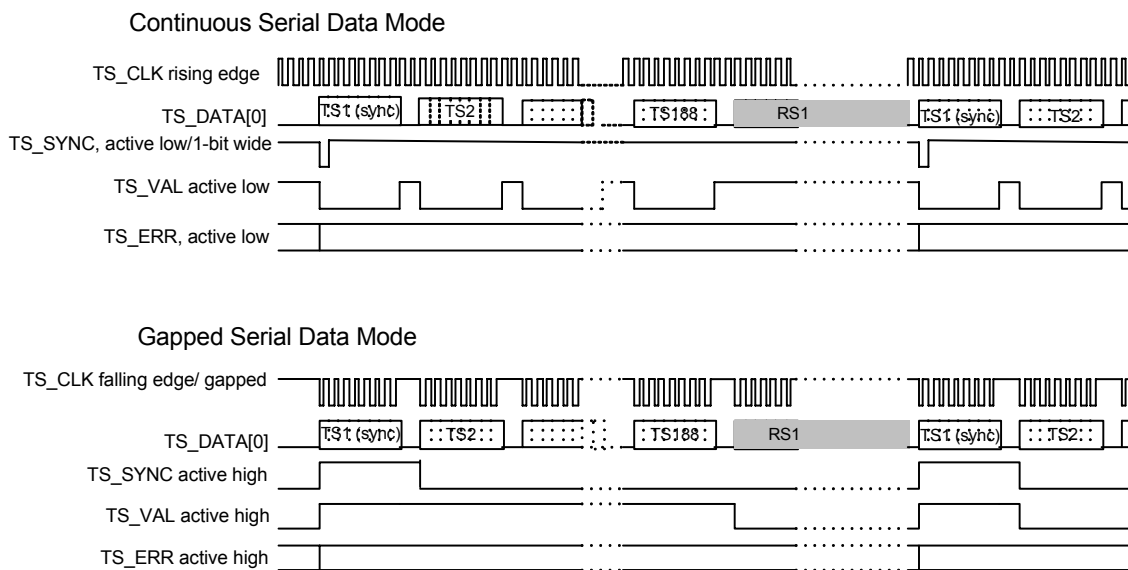 Continuous Serial Data Mode
TS_CLK rising edge
TS_DATA[0]
TS1 (sync) TS2 TS188 RS1 TS1 (sync) TS2
TS_SYNC, active low/1-bit wide
TS_VAL active low
TS_ERR, active low
Gapped Serial Data Mode
TS_CLK falling edge/ gapped
TS_DATA[0]
TS1 (sync) TS2 TS188 RS1 TS1 (sync) TS2
TS_SYNC active high
TS_VAL active high
TS_ERR active high